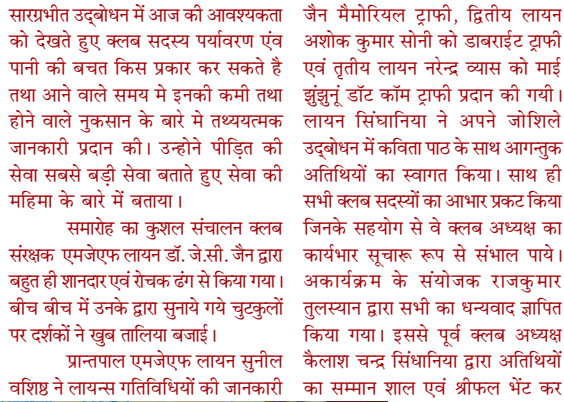 सारग्रभीत उद्‌बोधन में आज की आवश्यकता
को देखते हुए क्लब सदस्य पर्यावरण एंव
पानी की बचत किस प्रकार कर सकते है
तथा आने वाले समय मे इनकी कमी तथा
होने वाले नुकसान के बारे मे तथ्ययत्मक
जानकारी प्रदान की। उन्होने पीड़ित की
सेवा सबसे बड़ी सेवा बताते हुए सेवा की
महिमा के बारे में बताया।
समारोह का कुशल संचालन क्लब
संरक्षक एमजेएफ लायन डॉ. जे.सी. जैन द्वारा
बहुत ही शानदार एवं रोचक ढंग से किया गया।
बीच बीच में उनके द्वारा सुनाये गये चुटकुलों
पर दर्शकों ने खुब तालिया बजाई।
प्रान्तपाल एमजेएफ लायन सुनील
वशिष्ठ ने लायन्स गतिविधियों की जानकारी
जैन मैमोरियल ट्राफी, द्वितीय लायन
अशोक कुमार सोनी को डाबराईट ट्राफी
एवं तृतीय लायन नरेन्द्र व्यास को माई
झुंझुनूं डॉट कॉम ट्राफी प्रदान की गयी।
लायन सिंघानिया ने अपने जोशिले
उद्‌बोधन में कविता पाठ के साथ आगन्तुक
अतिथियों का स्वागत किया। साथ ही
सभी क्लब सदस्यों का आभार प्रकट किया
जिनके सहयोग से वे क्लब अध्यक्ष का
कार्यभार सूचारू रूप से संभाल पाये।
अकार्यक्रम के संयोजक राजकुमार
तुलस्यान द्वारा सभी का धन्यवाद ज्ञापित
किया गया। इससे पूर्व क्लब अध्यक्ष
कैलाश चन्द्र सिंधानिया द्वारा अतिथियों
का सम्मान शाल एवं श्रीफल भेंट कर